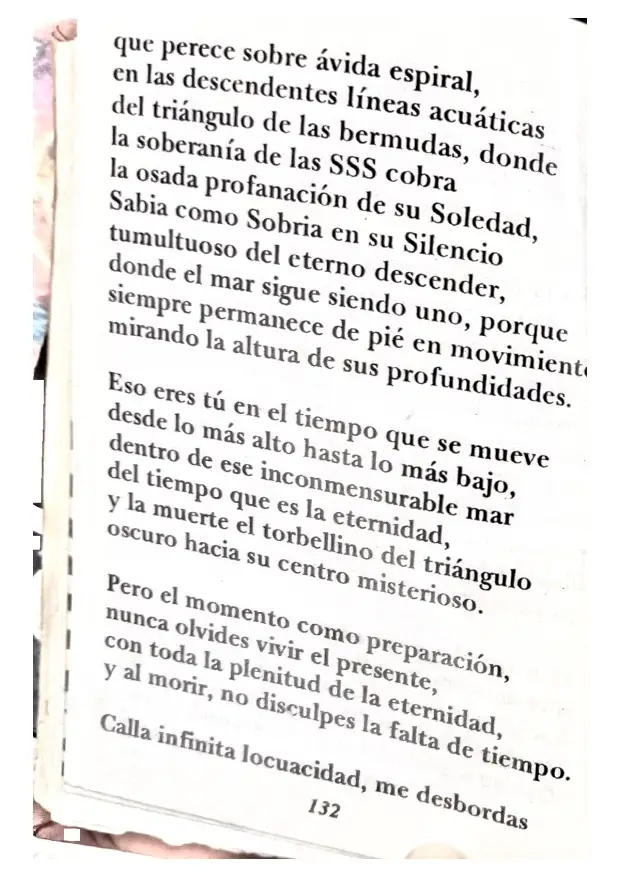 que perece sobre ávida espiral,
en las descendentes líneas acuáticas
del triángulo de las bermudas, donde
la soberanía de las SSS cobra
la osada profanación de su Soledad,
Sabia como Sobria en su Silencio
tumultuoso del eterno descender,
donde el mar sigue siendo uno, porque
siempre permanece de pié en movimient
mirando la altura de sus profundidades.
Eso eres tú en el tiempo que se mueve
desde lo más alto hasta lo más bajo,
dentro de ese inconmensurable mar
del tiempo que es la eternidad,
y la muerte el torbellino del triángulo
oscuro hacia su centro misterioso.
Pero el momento como preparación,
nunca olvides vivir el presente,
con toda la plenitud de la eternidad,
y al morir, no disculpes la falta de tiempo.
Calla infinita locuacidad, me desbordas
132